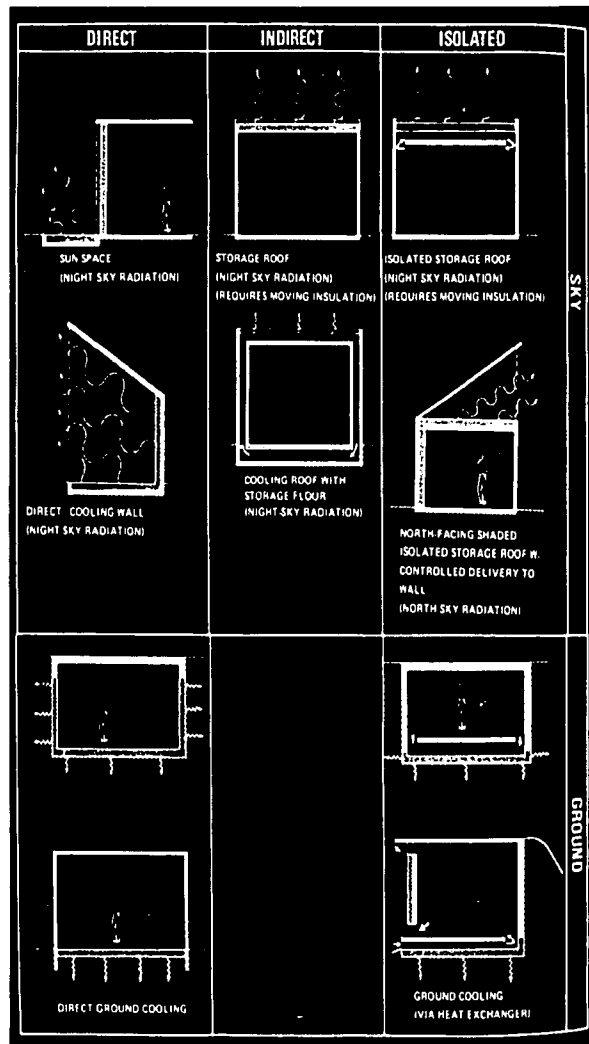 DIRECT
INDIRECT
ISOLATED
SUN SPACE
(NIGHT SKY RADIATION)
STORAGE ROOF
(NIGHT SKY RADIATION)
(REQUIRES MOVING INSULATION)
ISOLATED STORAGE ROOF
(NIGHT SKY RADIATION)
(REQUIRES MOVING INSULATION)
SKY
DIRECT COOLING WALL
(NIGHT SKY RADIATION)
COOLING ROOF WITH
STORAGE FLOUR
(NIGHT-SKY RADIATION)
NORTH-FACING SHADED
ISOLATED STORAGE ROOF W.
CONTROLLED DELIVERY TO
WALL
(NORTH SKY RADIATION)
GROUND
DIRECT GROUND COOLING
GROUND COOLING
(VIA HEAT EXCHANGER)